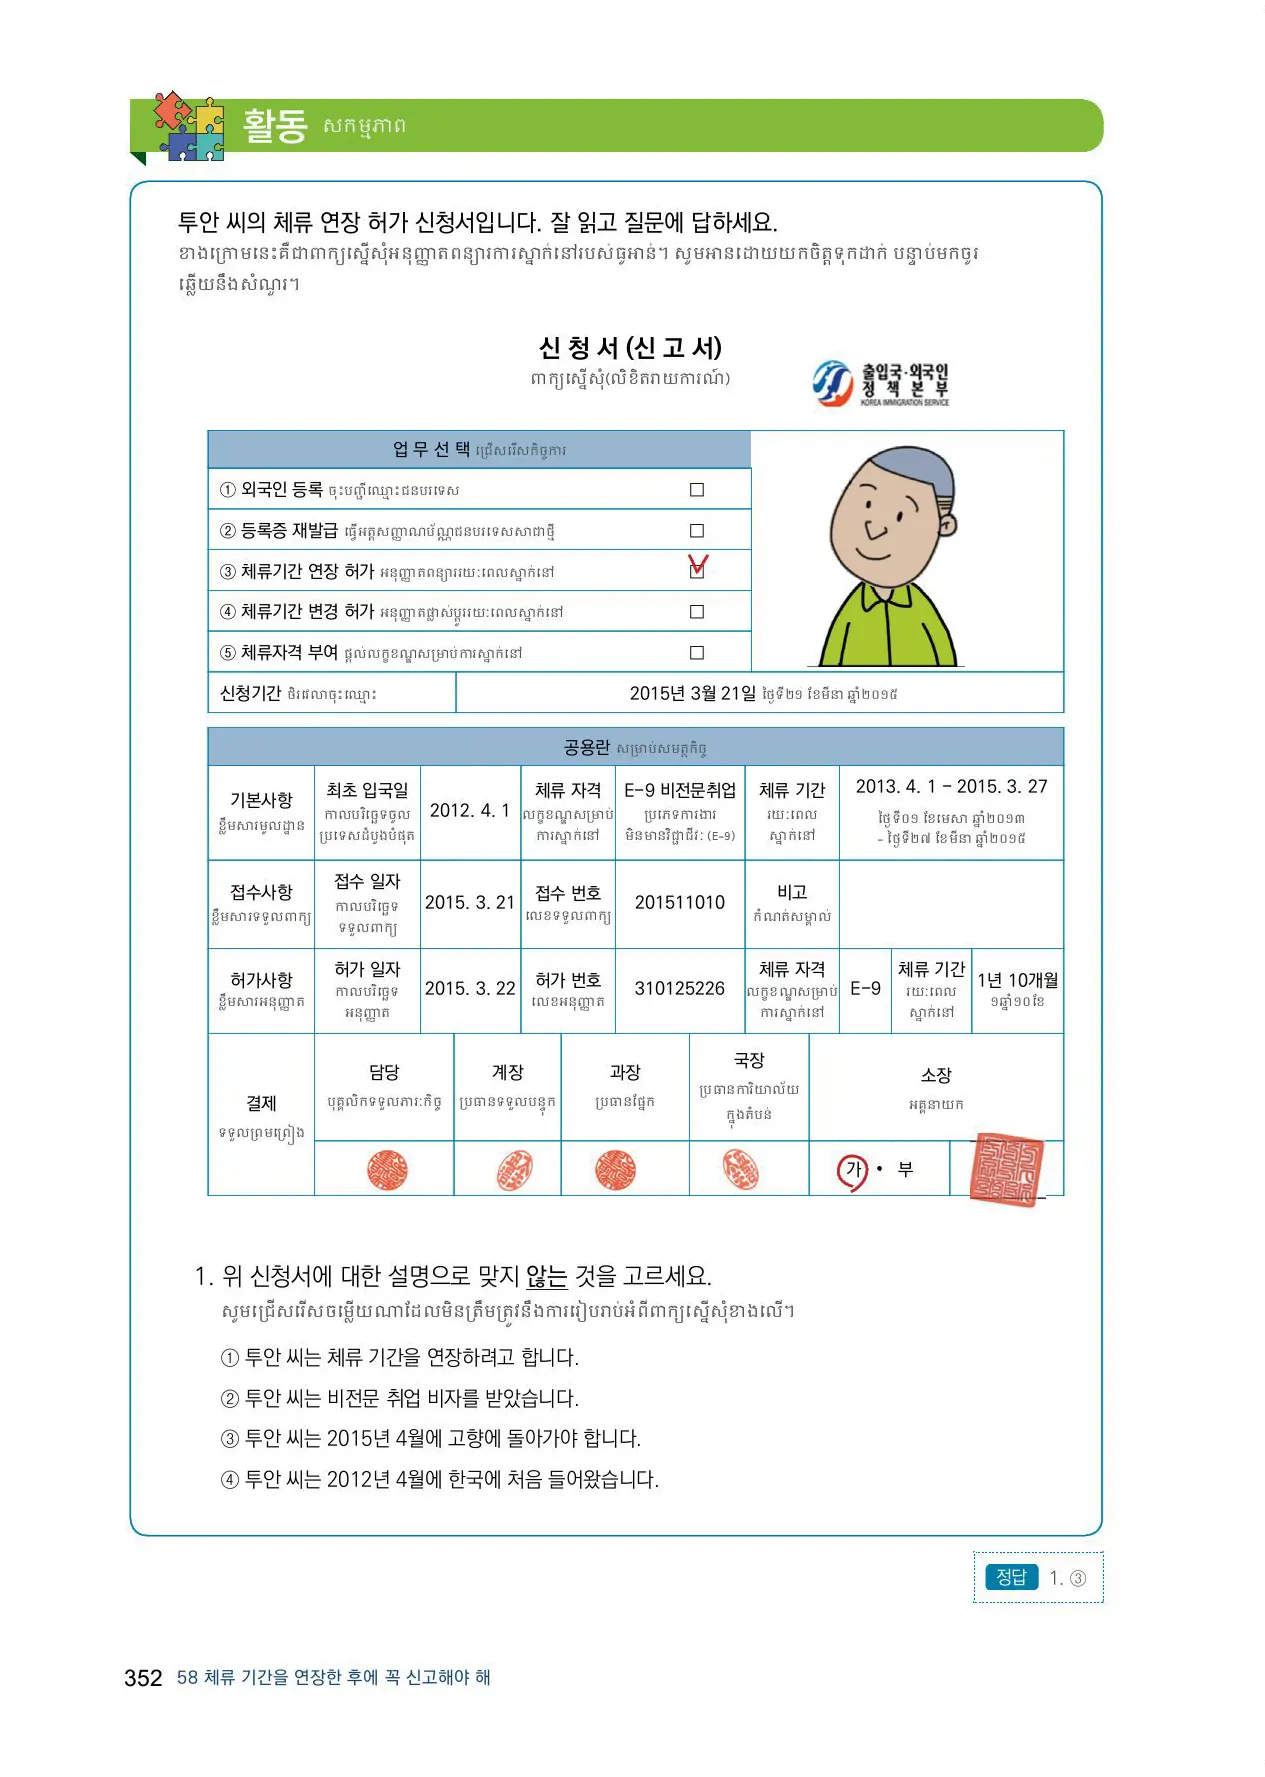 활동 សកម្មភាព
투안 씨의 체류 연장 허가 신청서입니다. 잘 읽고 질문에 답하세요.
ខាងក្រោមនេះគឺជាពាក្យស្នើសុំអនុញ្ញាតពន្យារការស្នាក់នៅរបស់ធូអាន់។ សូមអានដោយយកចិត្តទុកដាក់ បន្ទាប់មកចូរ
ឆ្លើយនឹងសំណួរ។
신 청 서 (신 고 서)
ពាក្យស្នើសុំ(លិខិតរាយការណ៍)
출입국·외국인
정 책 본 부
KOREA IMMIGRATION SERVICE
업 무 선 택 ជ្រើសរើសកិច្ចការ
① 외국인 등록 ចុះបញ្ជីឈ្មោះជនបរទេស □
② 등록증 재발급 ធ្វើអត្តសញ្ញាណប័ណ្ណជនបរទេសសាជាថ្មី □
③ 체류기간 연장 허가 អនុញ្ញាតពន្យាររយៈពេលស្នាក់នៅ ☑
④ 체류기간 변경 허가 អនុញ្ញាតផ្លាស់ប្តូររយៈពេលស្នាក់នៅ □
⑤ 체류자격 부여 ផ្តល់លក្ខខណ្ឌសម្រាប់ការស្នាក់នៅ □
신청기간 ថិរវេលាចុះឈ្មោះ 2015년 3월 21일 ថ្ងៃទី២១ ខែមីនា ឆ្នាំ២០១៥
공용란 សម្រាប់សមត្ថកិច្ច
기본사항
ខ្លឹមសារមូលដ្ឋាន
최초 입국일
កាលបរិច្ឆេទចូល
ប្រទេសដំបូងបំផុត
2012. 4. 1
체류 자격
លក្ខខណ្ឌសម្រាប់
ការស្នាក់នៅ
E-9 비전문취업
ប្រភេទការងារ
មិនមានវិជ្ជាជីវៈ (E-9)
체류 기간
រយៈពេល
ស្នាក់នៅ
2013. 4. 1 – 2015. 3. 27
ថ្ងៃទី០១ ខែមេសា ឆ្នាំ២០១៣
– ថ្ងៃទី២៧ ខែមីនា ឆ្នាំ២០១៥
접수사항
ខ្លឹមសារទទួលពាក្យ
접수 일자
កាលបរិច្ឆេទ
ទទួលពាក្យ
2015. 3. 21
접수 번호
លេខទទួលពាក្យ
201511010
비고
កំណត់សម្គាល់
허가사항
ខ្លឹមសារអនុញ្ញាត
허가 일자
កាលបរិច្ឆេទ
អនុញ្ញាត
2015. 3. 22
허가 번호
លេខអនុញ្ញាត
310125226
체류 자격
លក្ខខណ្ឌសម្រាប់
ការស្នាក់នៅ
E-9
체류 기간
រយៈពេល
ស្នាក់នៅ
1년 10개월
១ឆ្នាំ១០ខែ
결제
ទទួលព្រមព្រៀង
담당
បុគ្គលិកទទួលភារៈកិច្ច
계장
ប្រធានទទួលបន្ទុក
과장
ប្រធានផ្នែក
국장
ប្រធានការិយាល័យ
ក្នុងតំបន់
소장
អគ្គនាយក
가 • 부
1. 위 신청서에 대한 설명으로 맞지 않는 것을 고르세요.
សូមជ្រើសរើសចម្លើយណាដែលមិនត្រឹមត្រូវនឹងការរៀបរាប់អំពីពាក្យស្នើសុំខាងលើ។
① 투안 씨는 체류 기간을 연장하려고 합니다.
② 투안 씨는 비전문 취업 비자를 받았습니다.
③ 투안 씨는 2015년 4월에 고향에 돌아가야 합니다.
④ 투안 씨는 2012년 4월에 한국에 처음 들어왔습니다.
정답 1. ③
352 58 체류 기간을 연장한 후에 꼭 신고해야 해